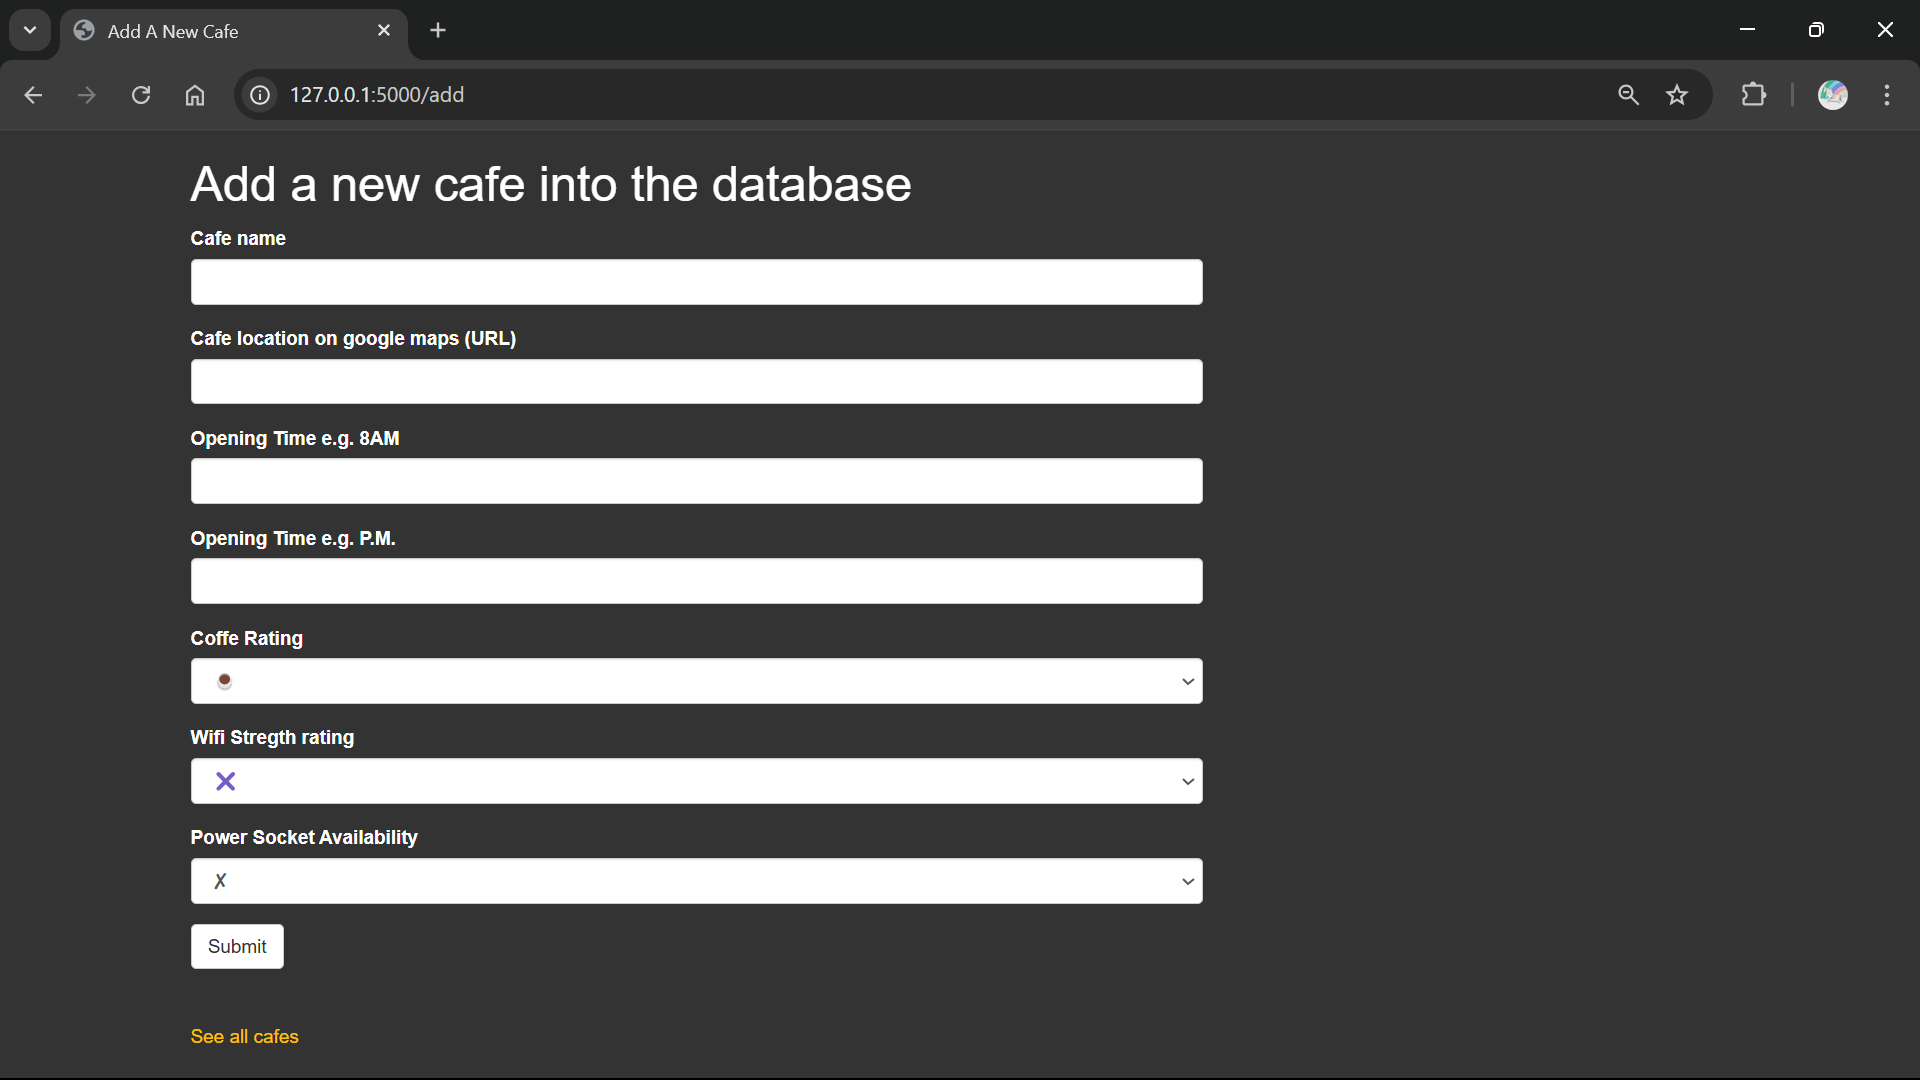 Add A New Cafe
127.0.0.1:5000/add
Add a new cafe into the database
Cafe name
Cafe location on google maps (URL)
Opening Time e.g. 8AM
Opening Time e.g. P.M.
Coffe Rating
☕
Wifi Stregth rating
✖
Power Socket Availability
✗
Submit
See all cafes